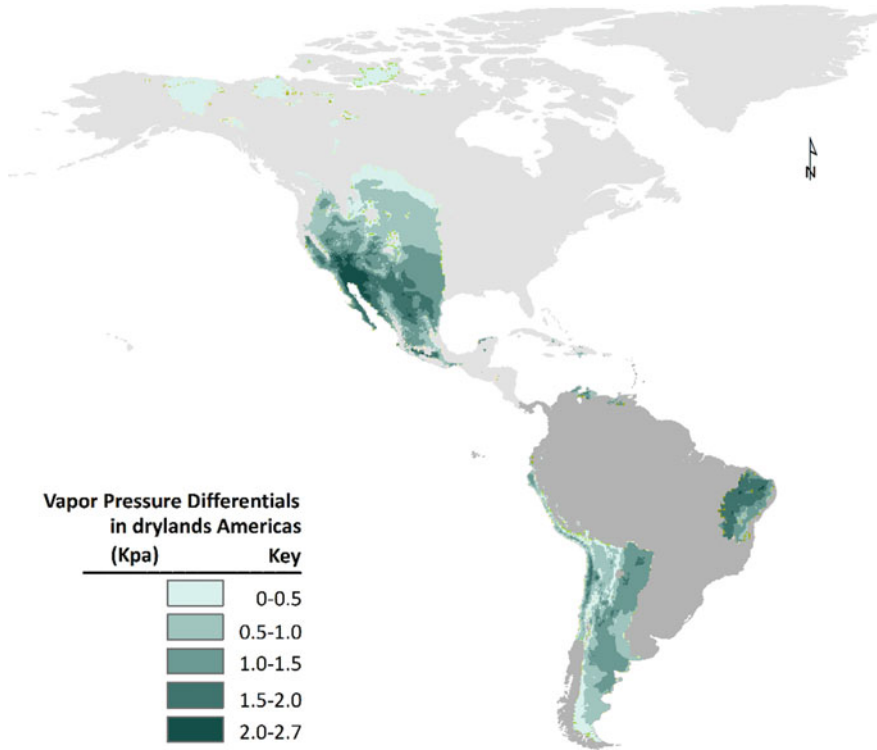 N
Vapor Pressure Differentials
in drylands Americas
(Kpa) Key
0-0.5
0.5-1.0
1.0-1.5
1.5-2.0
2.0-2.7